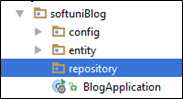 softuniBlog
config
entity
repository
BlogApplication